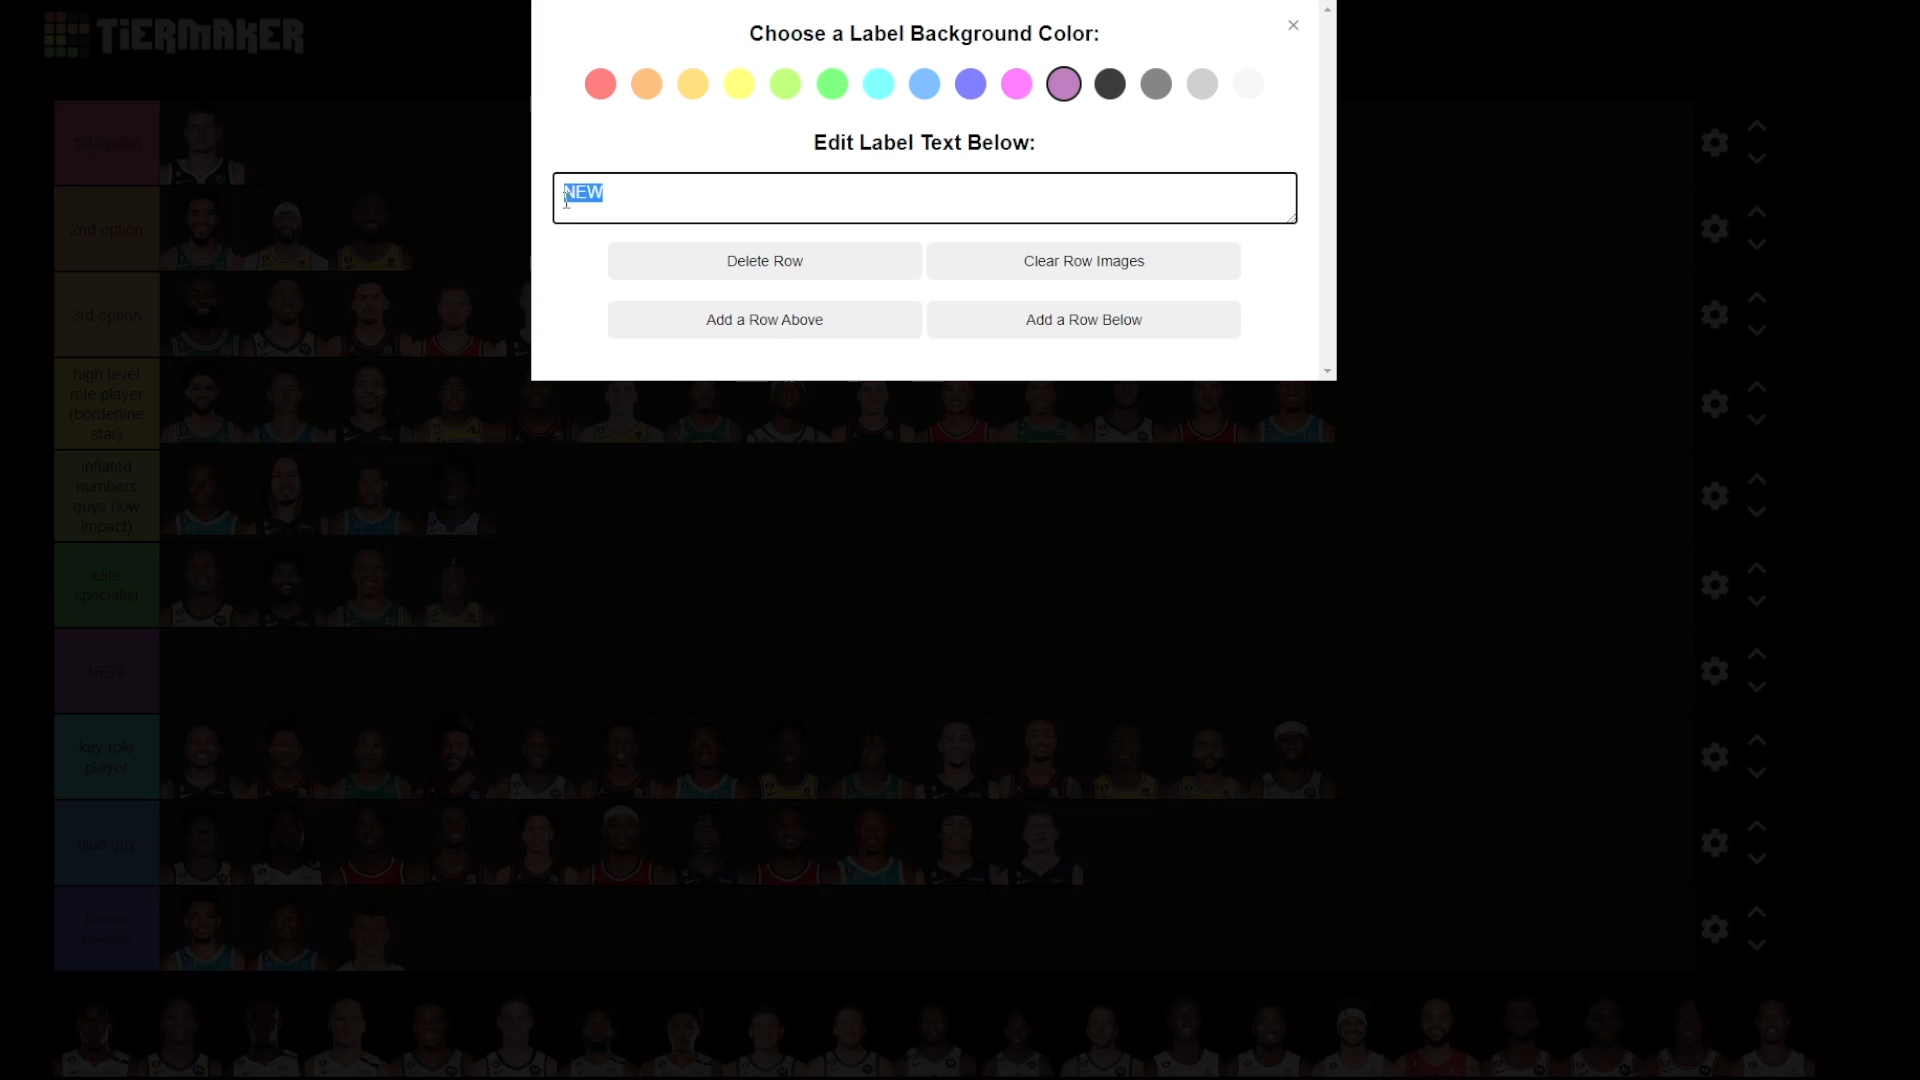 TiERMAKER
Choose a Label Background Color:
×
Edit Label Text Below:
NEW
Delete Row
Clear Row Images
Add a Row Above
Add a Row Below
1st option
2nd option
3rd option
high level
role player
(borderline
star)
inflated
numbers
guys (low
impact)
elite
specialist
NEW
key role
player
glue guy